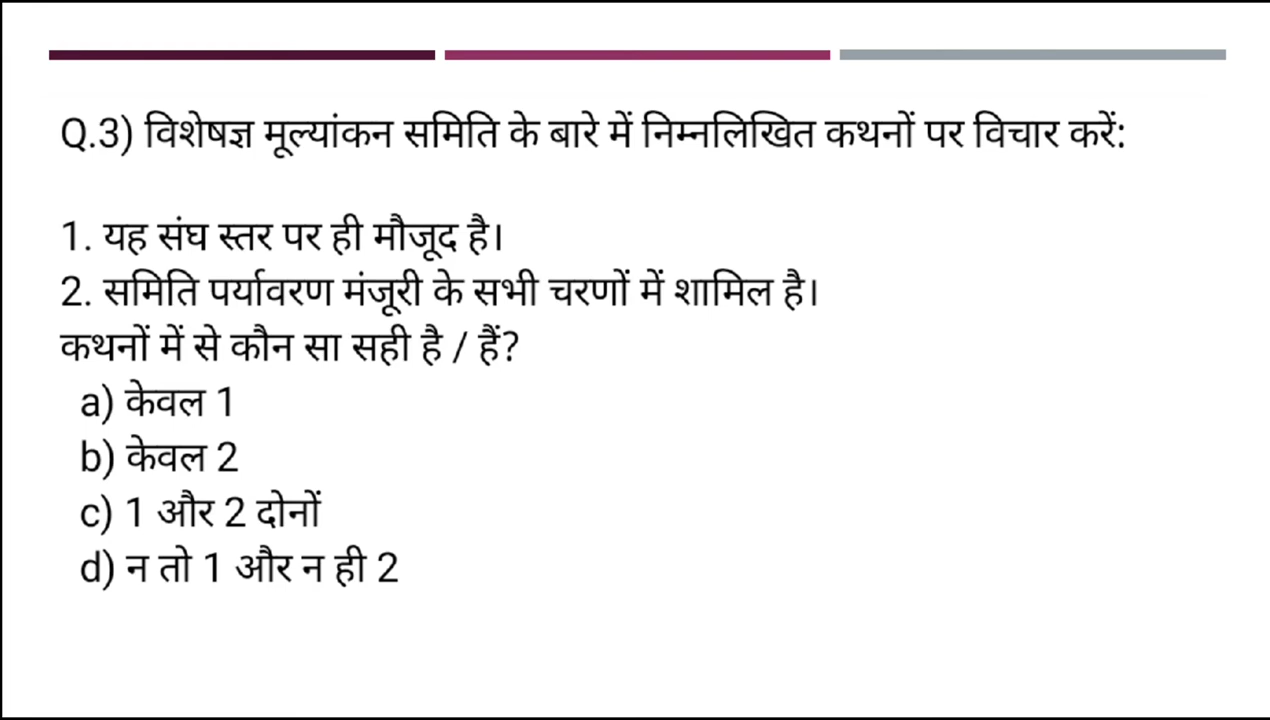 Q.3) विशेषज्ञ मूल्यांकन समिति के बारे में निम्नलिखित कथनों पर विचार करें:
1. यह संघ स्तर पर ही मौजूद है।
2. समिति पर्यावरण मंजूरी के सभी चरणों में शामिल है।
कथनों में से कौन सा सही है / हैं?
a) केवल 1
b) केवल 2
c) 1 और 2 दोनों
d) न तो 1 और न ही 2